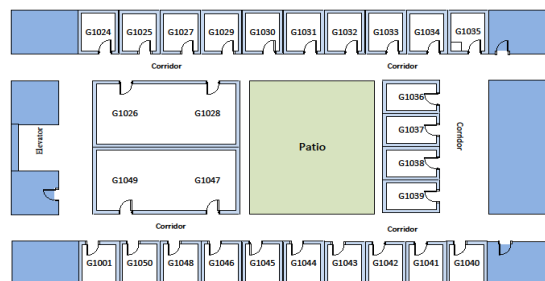 G1024 G1025 G1027 G1029 G1030 G1031 G1032 G1033 G1034 G1035
Corridor Corridor
G1036
G1026 G1028
G1037
Corridor
Elevator
Patio
G1038
G1049 G1047
G1039
Corridor Corridor
G1001 G1050 G1048 G1046 G1045 G1044 G1043 G1042 G1041 G1040